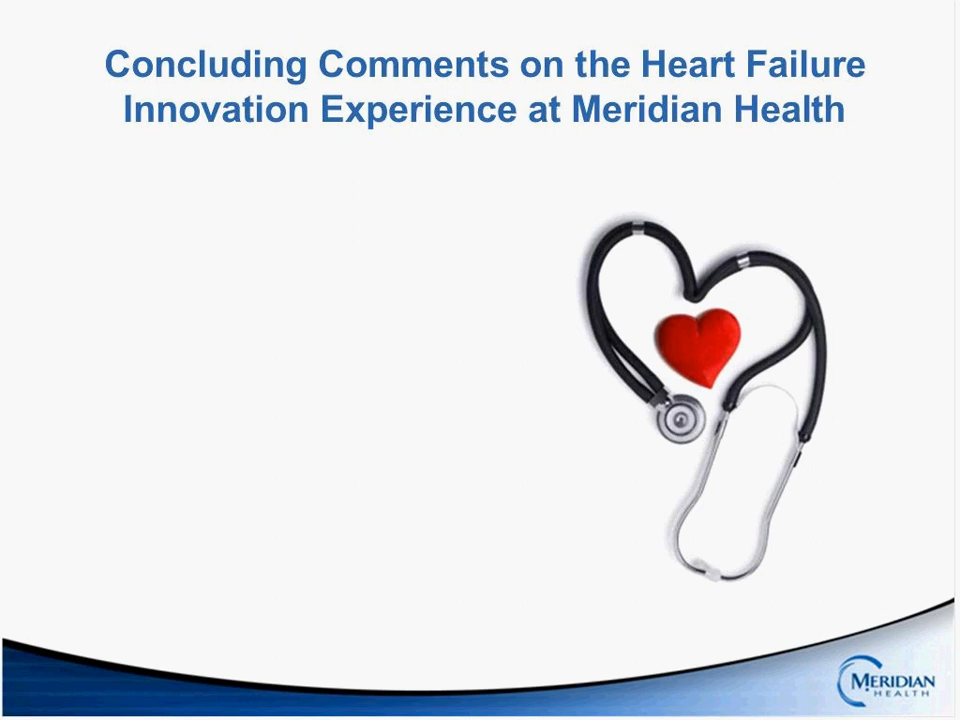 Concluding Comments on the Heart Failure
Innovation Experience at Meridian Health
MERIDIAN
HEALTH